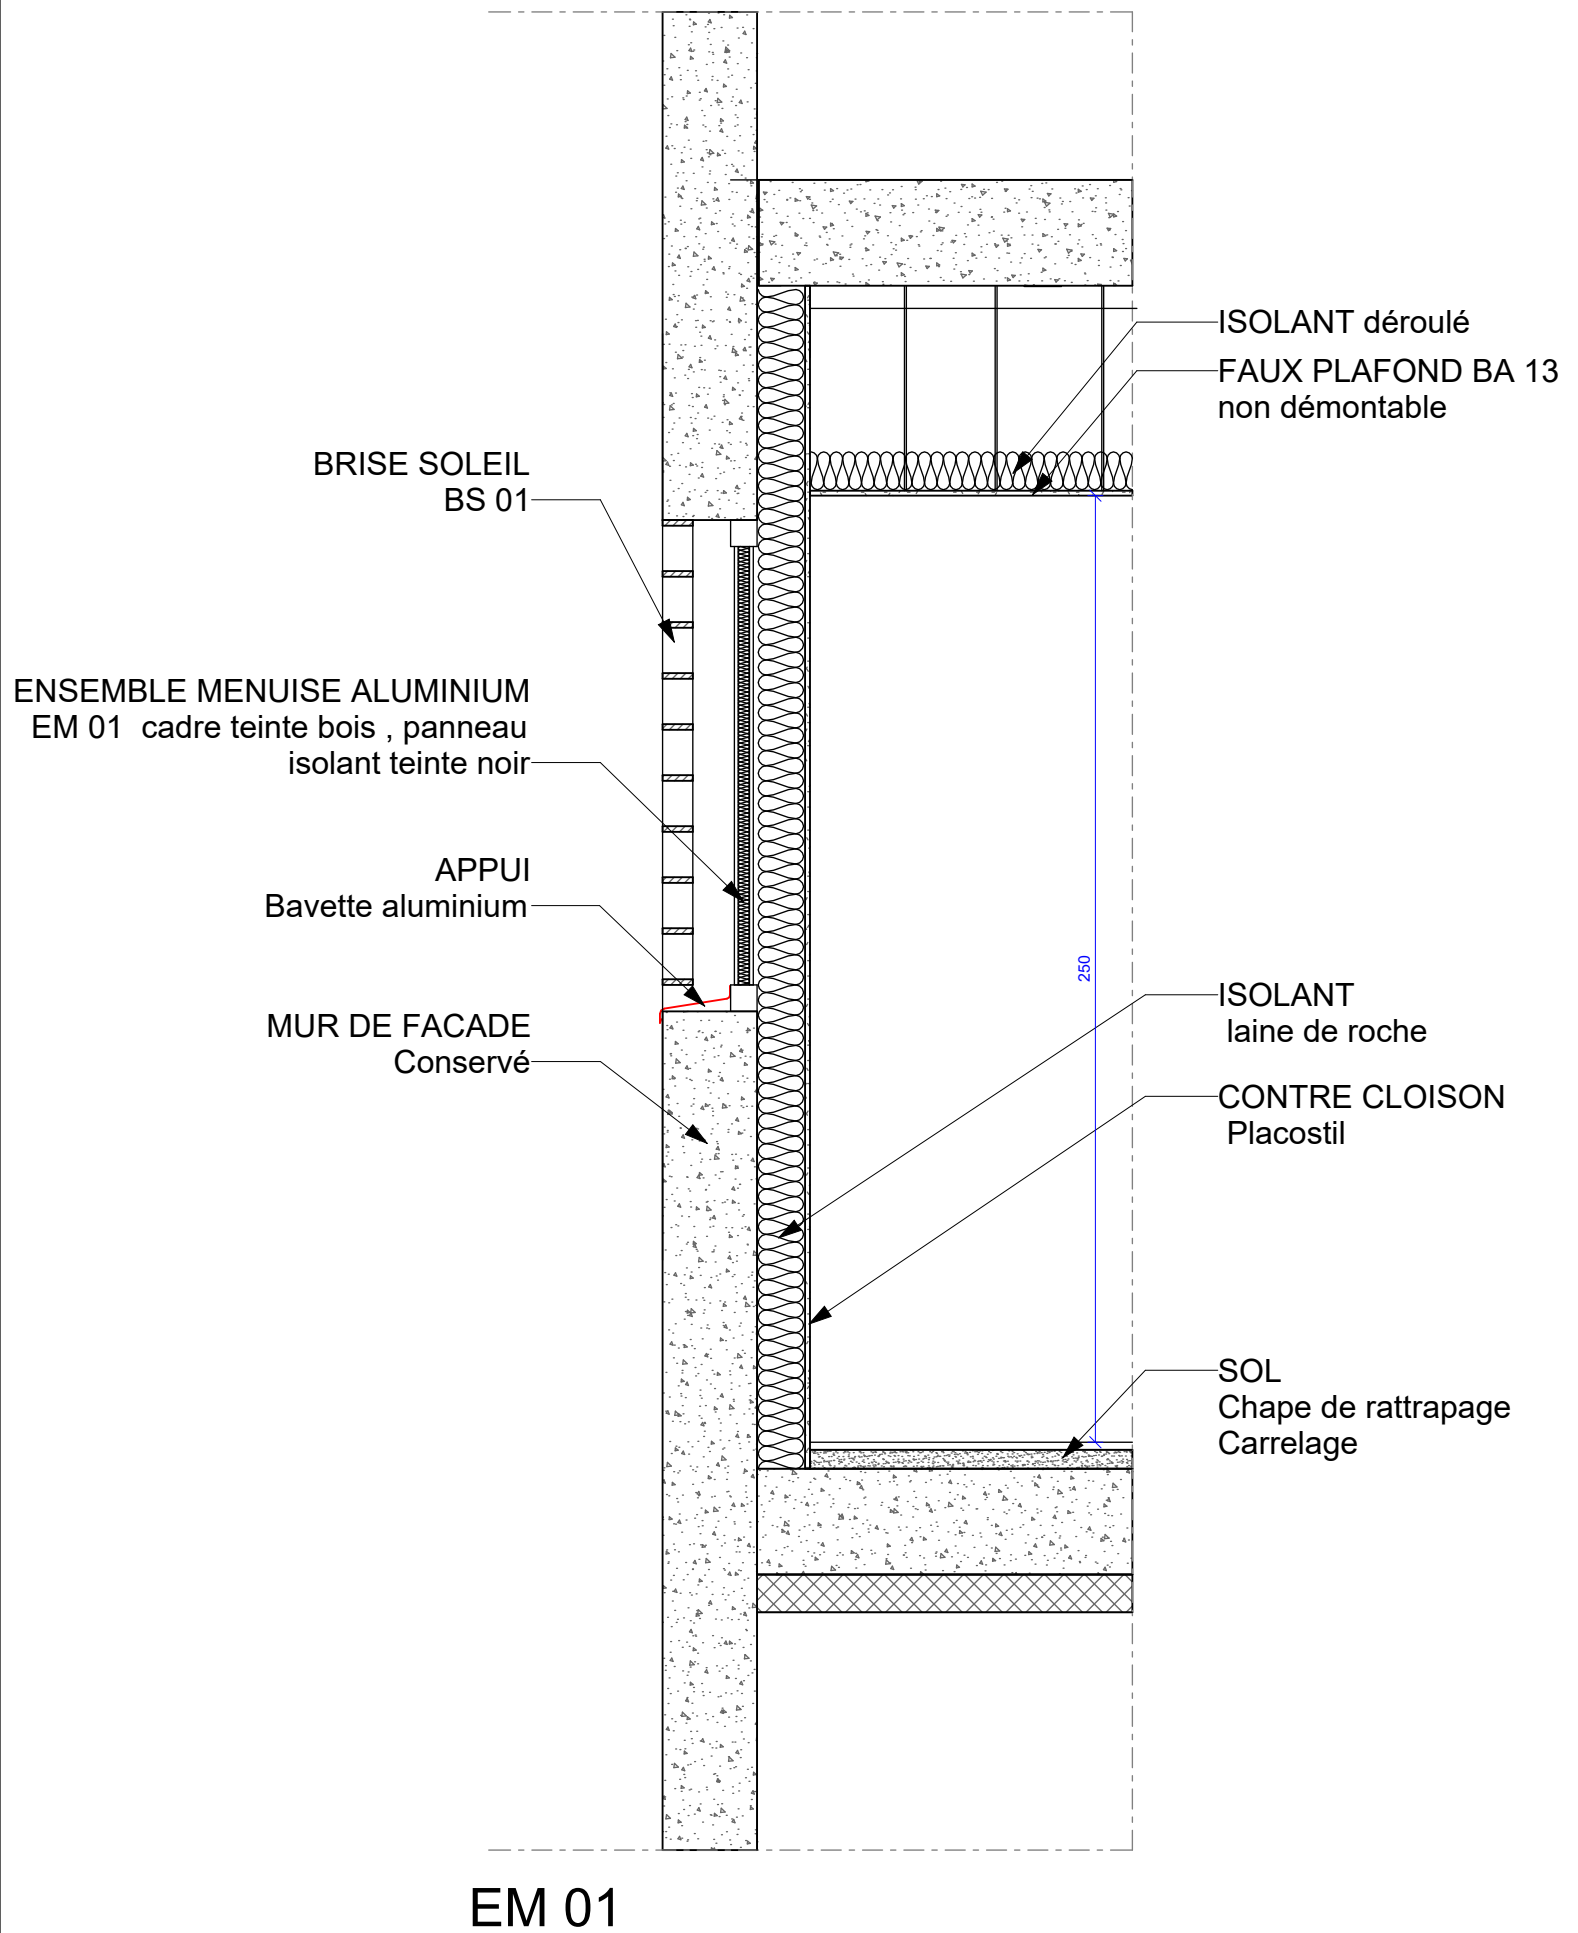 ISOLANT déroulé
FAUX PLAFOND BA 13
non démontable
BRISE SOLEIL
BS 01
ENSEMBLE MENUISE ALUMINIUM
EM 01  cadre teinte bois , panneau
isolant teinte noir
APPUI
Bavette aluminium
250
ISOLANT
laine de roche
MUR DE FACADE
Conservé
CONTRE CLOISON
Placostil
SOL
Chape de rattrapage
Carrelage
EM 01